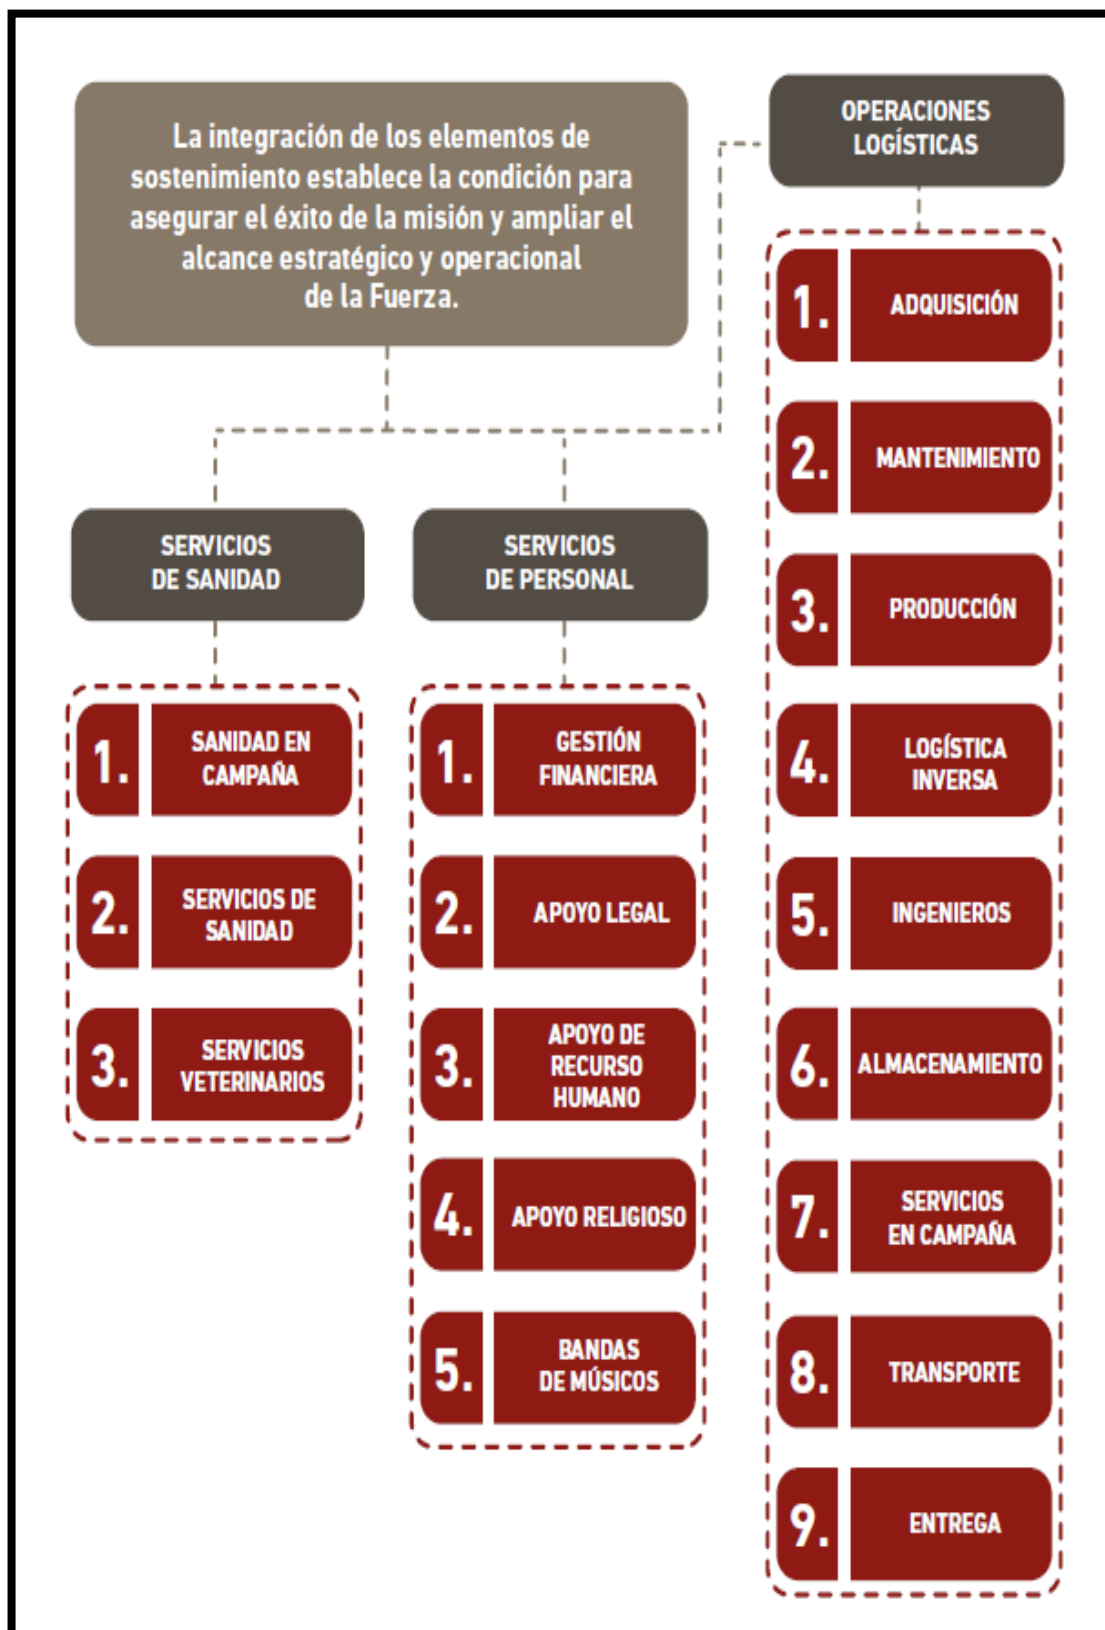 La integración de los elementos de
sostenimiento establece la condición para
asegurar el éxito de la misión y ampliar el
alcance estratégico y operacional
de la Fuerza.
SERVICIOS
DE SANIDAD
1.
SANIDAD EN
CAMPAÑA
2.
SERVICIOS DE
SANIDAD
3.
SERVICIOS
VETERINARIOS
SERVICIOS
DE PERSONAL
1.
GESTIÓN
FINANCIERA
2.
APOYO LEGAL
3.
APOYO DE
RECURSO
HUMANO
4.
APOYO RELIGIOSO
5.
BANDAS
DE MÚSICOS
OPERACIONES
LOGÍSTICAS
1.
ADQUISICIÓN
2.
MANTENIMIENTO
3.
PRODUCCIÓN
4.
LOGÍSTICA
INVERSA
5.
INGENIEROS
6.
ALMACENAMIENTO
7.
SERVICIOS
EN CAMPAÑA
8.
TRANSPORTE
9.
ENTREGA